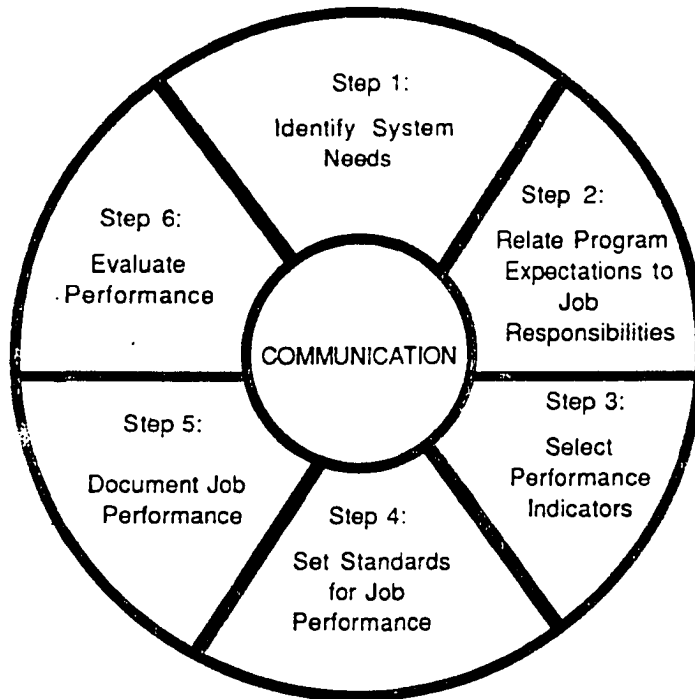 Step 1:
Identify System
Needs
Step 2:
Relate Program
Expectations to
Job
Responsibilities
Step 3:
Select
Performance
Indicators
Step 4:
Set Standards
for Job
Performance
Step 5:
Document Job
Performance
Step 6:
Evaluate
Performance
COMMUNICATION